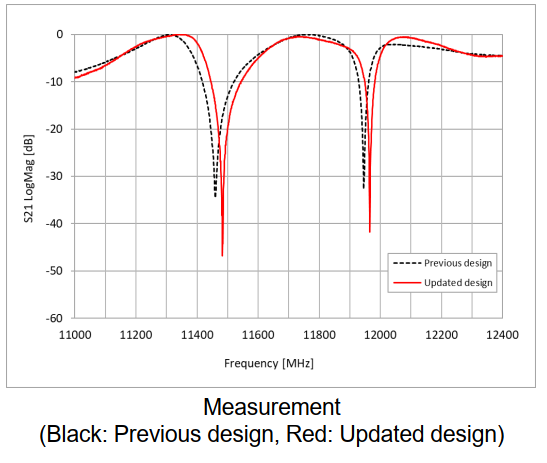 0
-10
-20
-30
-40
-50
-60
S21 LogMag [dB]
Previous design
Updated design
11000 11200 11400 11600 11800 12000 12200 12400
Frequency [MHz]
Measurement
(Black: Previous design, Red: Updated design)